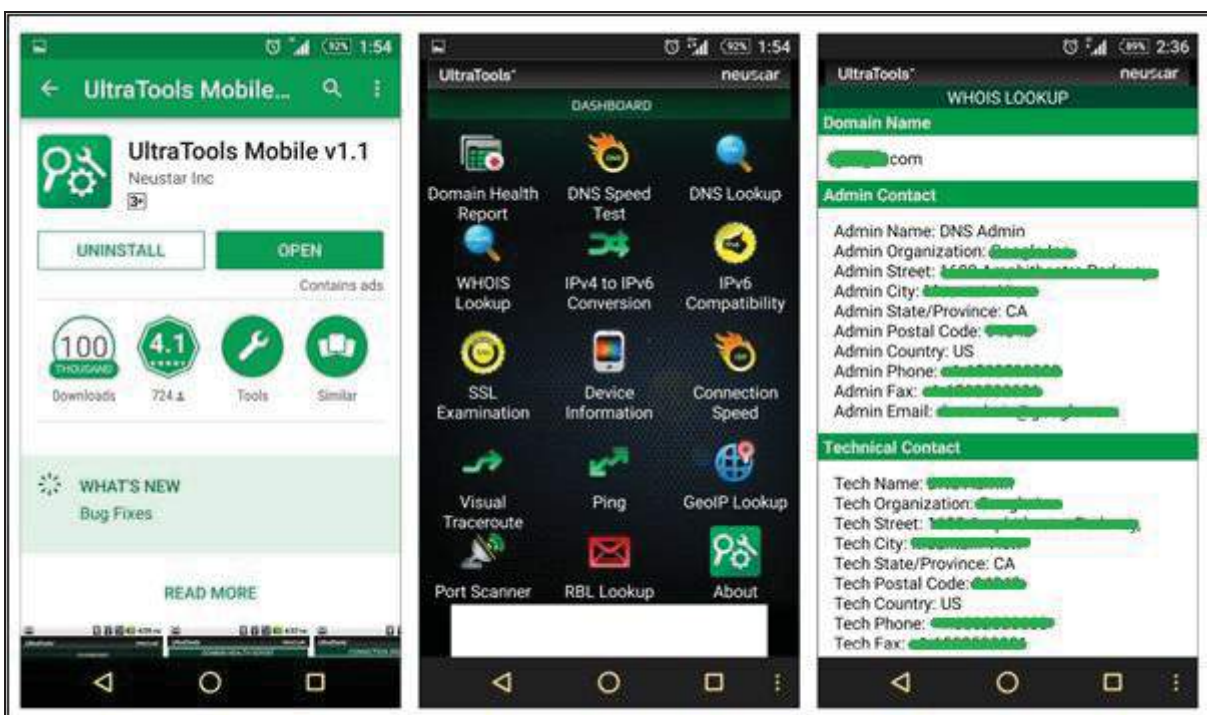 1:54
92%
UltraTools Mobile...
UltraTools Mobile v1.1
Neustar Inc
3+
UNINSTALL
OPEN
Contains ads
100
THOUSAND
Downloads
4.1
724
Tools
Similar
WHAT'S NEW
Bug Fixes
READ MORE
92% 1:54
UltraTools
neustar
DASHBOARD
Domain Health
Report
DNS Speed
Test
DNS Lookup
WHOIS
Lookup
IPv4 to IPv6
Conversion
IPv6
Compatibility
SSL
Examination
Device
Information
Connection
Speed
Visual
Traceroute
Ping
GeoIP Lookup
Port Scanner
RBL Lookup
About
89% 2:36
UltraTools
neustar
WHOIS LOOKUP
Domain Name
.com
Admin Contact
Admin Name: DNS Admin
Admin Organization:
Admin Street:
Admin City:
Admin State/Province: CA
Admin Postal Code:
Admin Country: US
Admin Phone:
Admin Fax:
Admin Email:
Technical Contact
Tech Name:
Tech Organization:
Tech Street:
Tech City:
Tech State/Province: CA
Tech Postal Code:
Tech Country: US
Tech Phone:
Tech Fax: